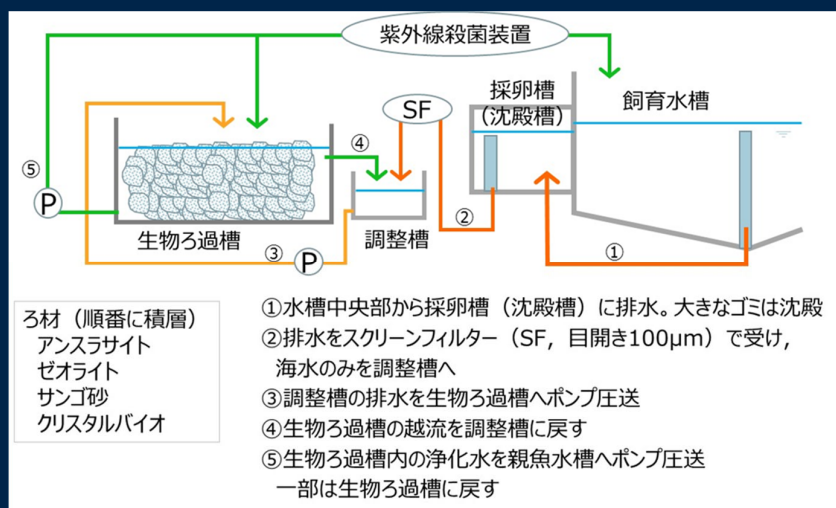 紫外線殺菌装置
採卵槽
（沈殿槽）
飼育水槽
SF
④
⑤
P
②
①
生物ろ過槽
③
P
調整槽
ろ材（順番に積層）
アンスラサイト
ゼオライト
サンゴ砂
クリスタルバイオ
①水槽中央部から採卵槽（沈殿槽）に排水。大きなゴミは沈殿
②排水をスクリーンフィルター（SF，目開き100μm）で受け，
海水のみを調整槽へ
③調整槽の排水を生物ろ過槽へポンプ圧送
④生物ろ過槽の越流を調整槽に戻す
⑤生物ろ過槽内の浄化水を親魚水槽へポンプ圧送
一部は生物ろ過槽に戻す